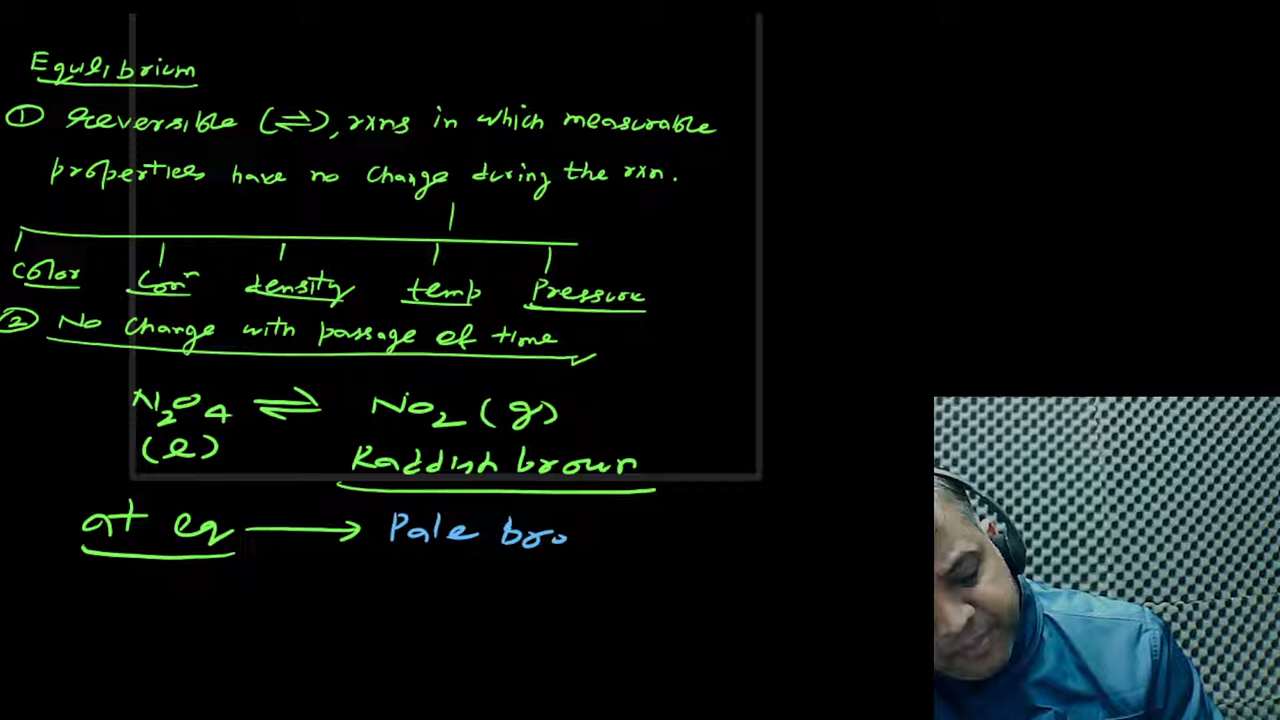 Equilibrium
① Reversible (⇌), rxns in which measurable
properties have no change during the rxn.
color Conⁿ density temp Pressure
② No change with passage of time
N₂O₄ ⇌ NO₂ (g)
(l) Raddish brown
at eq → Pale bro